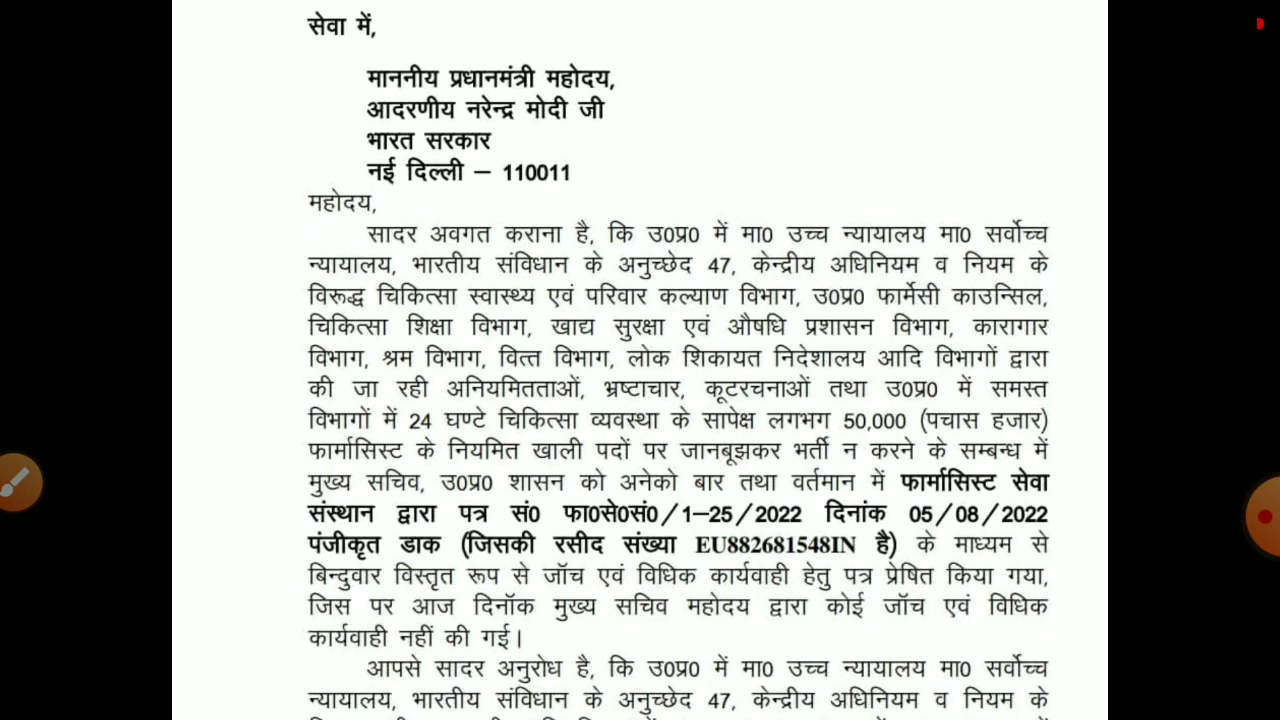 सेवा में,
माननीय प्रधानमंत्री महोदय,
आदरणीय नरेन्द्र मोदी जी
भारत सरकार
नई दिल्ली – 110011
महोदय,
सादर अवगत कराना है, कि उ0प्र0 में मा0 उच्च न्यायालय मा0 सर्वोच्च
न्यायालय, भारतीय संविधान के अनुच्छेद 47, केन्द्रीय अधिनियम व नियम के
विरूद्ध चिकित्सा स्वास्थ्य एवं परिवार कल्याण विभाग, उ0प्र0 फार्मेसी काउन्सिल,
चिकित्सा शिक्षा विभाग, खाद्य सुरक्षा एवं औषधि प्रशासन विभाग, कारागार
विभाग, श्रम विभाग, वित्त विभाग, लोक शिकायत निदेशालय आदि विभागों द्वारा
की जा रही अनियमितताओं, भ्रष्टाचार, कूटरचनाओं तथा उ0प्र0 में समस्त
विभागों में 24 घण्टे चिकित्सा व्यवस्था के सापेक्ष लगभग 50,000 (पचास हजार)
फार्मासिस्ट के नियमित खाली पदों पर जानबूझकर भर्ती न करने के सम्बन्ध में
मुख्य सचिव, उ0प्र0 शासन को अनेको बार तथा वर्तमान में फार्मासिस्ट सेवा
संस्थान द्वारा पत्र सं0 फा0से0सं0/1–25/2022 दिनांक 05/08/2022
पंजीकृत डाक (जिसकी रसीद संख्या EU882681548IN है) के माध्यम से
बिन्दुवार विस्तृत रूप से जॉच एवं विधिक कार्यवाही हेतु पत्र प्रेषित किया गया,
जिस पर आज दिनॉक मुख्य सचिव महोदय द्वारा कोई जॉच एवं विधिक
कार्यवाही नहीं की गई।
आपसे सादर अनुरोध है, कि उ0प्र0 में मा0 उच्च न्यायालय मा0 सर्वोच्च
न्यायालय, भारतीय संविधान के अनुच्छेद 47, केन्द्रीय अधिनियम व नियम के